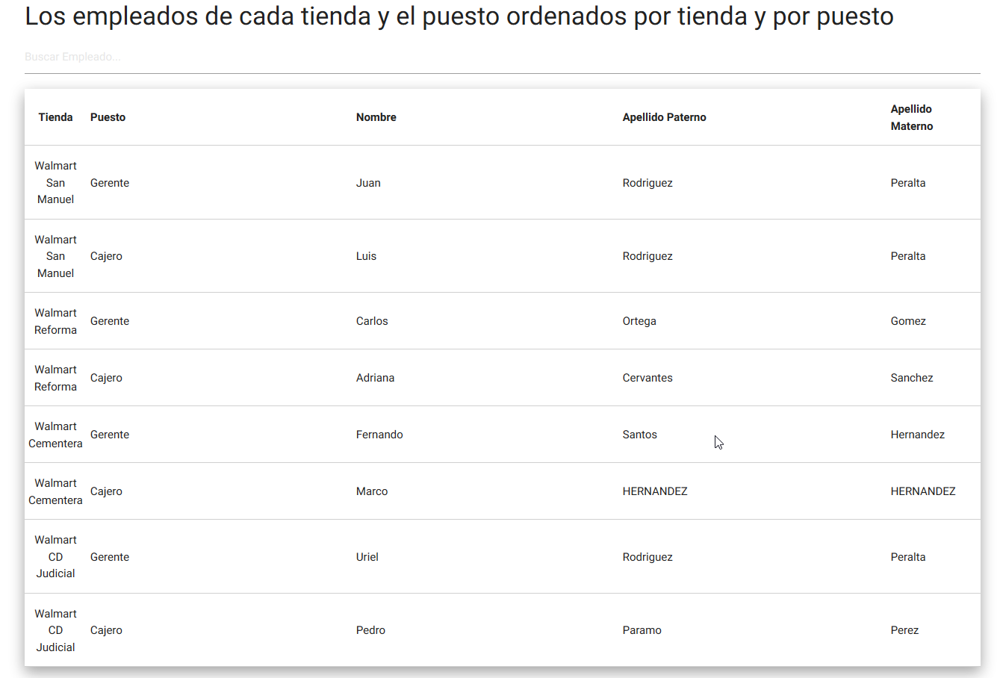 Los empleados de cada tienda y el puesto ordenados por tienda y por puesto
Buscar Empleado...
Tienda Puesto Nombre Apellido Paterno Apellido
Materno
Walmart
San
Manuel Gerente Juan Rodriguez Peralta
Walmart
San
Manuel Cajero Luis Rodriguez Peralta
Walmart
Reforma Gerente Carlos Ortega Gomez
Walmart
Reforma Cajero Adriana Cervantes Sanchez
Walmart
Cementera Gerente Fernando Santos Hernandez
Walmart
Cementera Cajero Marco HERNANDEZ HERNANDEZ
Walmart
CD
Judicial Gerente Uriel Rodriguez Peralta
Walmart
CD
Judicial Cajero Pedro Paramo Perez